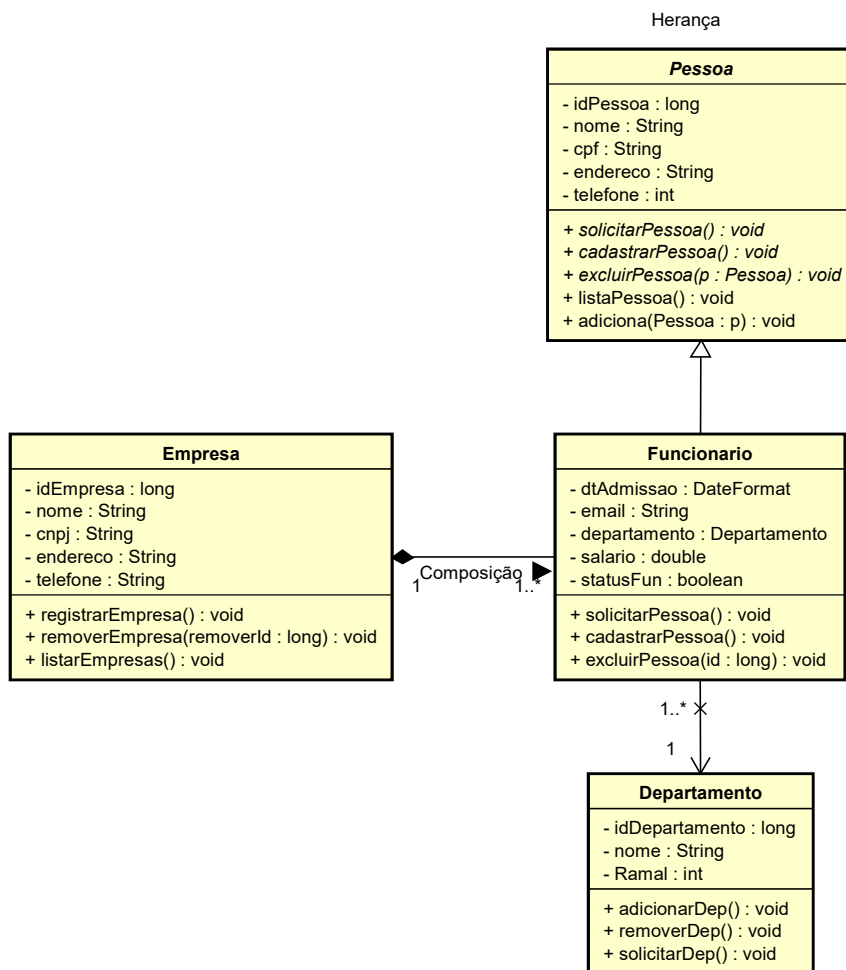 Herança
Pessoa
- idPessoa : long
- nome : String
- cpf : String
- endereco : String
- telefone : int
+ solicitarPessoa() : void
+ cadastrarPessoa() : void
+ excluirPessoa(p : Pessoa) : void
+ listaPessoa() : void
+ adiciona(Pessoa : p) : void
Empresa
- idEmpresa : long
- nome : String
- cnpj : String
- endereco : String
- telefone : String
+ registrarEmpresa() : void
+ removerEmpresa(removerId : long) : void
+ listarEmpresas() : void
Composição
1
1..*
Funcionario
- dtAdmissao : DateFormat
- email : String
- departamento : Departamento
- salario : double
- statusFun : boolean
+ solicitarPessoa() : void
+ cadastrarPessoa() : void
+ excluirPessoa(id : long) : void
1..*
1
Departamento
- idDepartamento : long
- nome : String
- Ramal : int
+ adicionarDep() : void
+ removerDep() : void
+ solicitarDep() : void